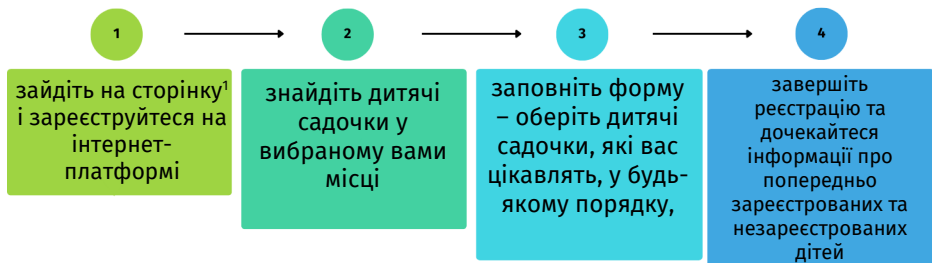 1
зайдіть на сторінку¹
і зареєструйтеся на
інтернет-
платформі
2
знайдіть дитячі
садочки у
вибраному вами
місці
3
заповніть форму
– оберіть дитячі
садочки, які вас
цікавлять, у будь-
якому порядку,
4
завершіть
реєстрацію та
дочекайтеся
інформації про
попередньо
зареєстрованих та
незареєстрованих
дітей